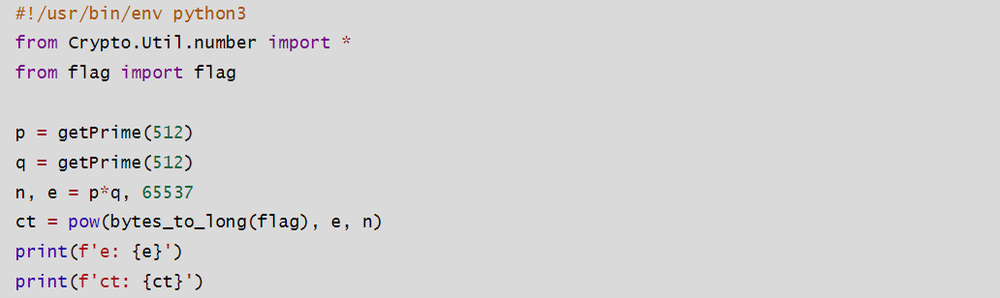 #!/usr/bin/env python3
from Crypto.Util.number import *
from flag import flag
p = getPrime(512)
q = getPrime(512)
n, e = p*q, 65537
ct = pow(bytes_to_long(flag), e, n)
print(f'e: {e}')
print(f'ct: {ct}')